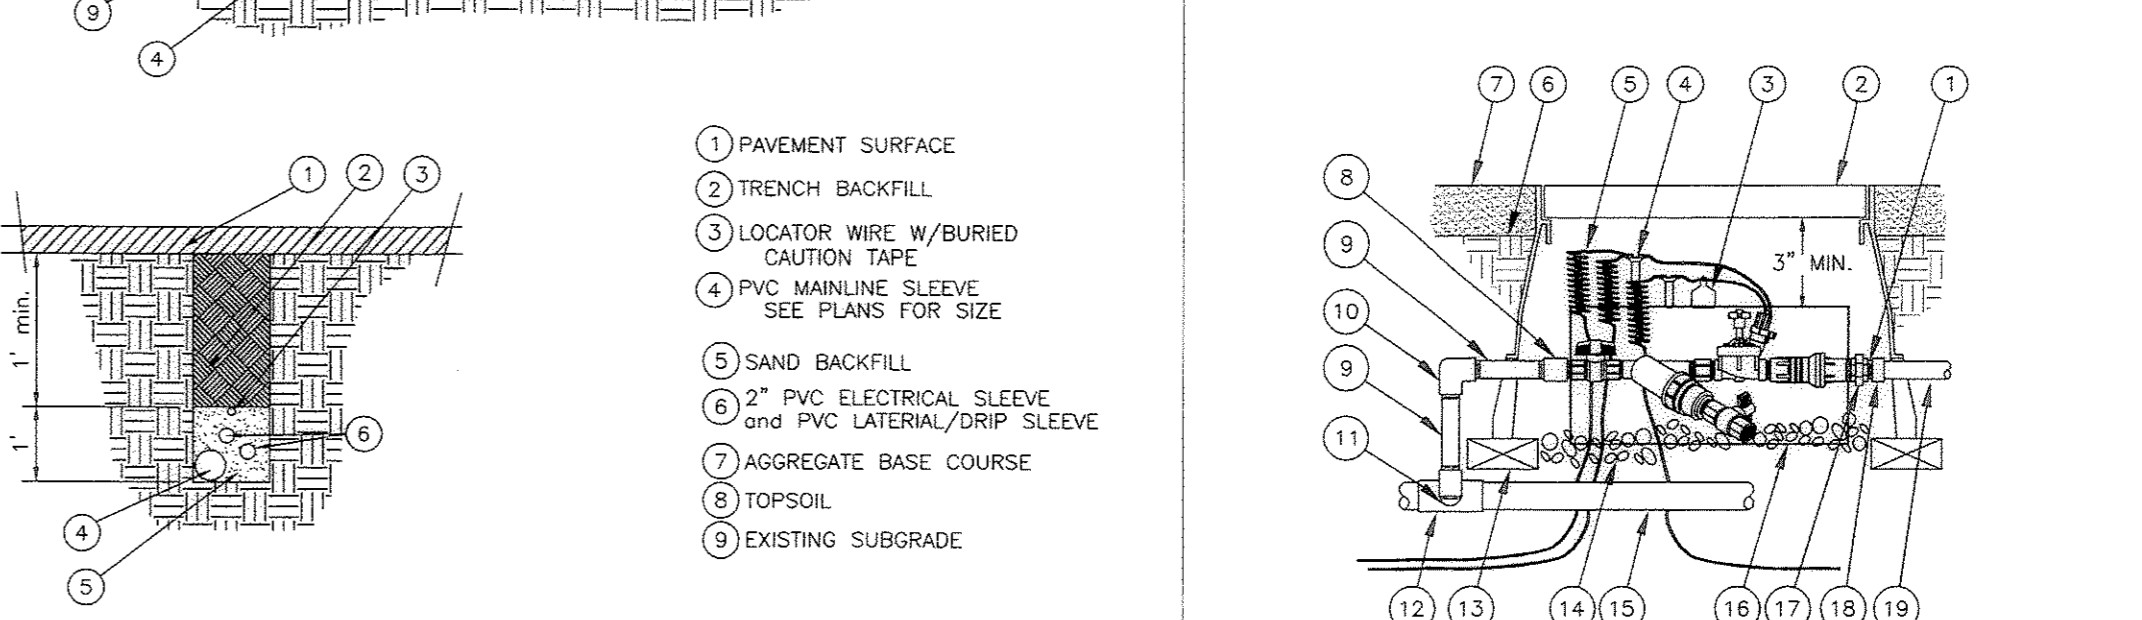 9
4
1 2 3
1' min.
1'
6
4
5
1 PAVEMENT SURFACE
2 TRENCH BACKFILL
3 LOCATOR WIRE W/BURIED
CAUTION TAPE
4 PVC MAINLINE SLEEVE
SEE PLANS FOR SIZE
5 SAND BACKFILL
6 2" PVC ELECTRICAL SLEEVE
and PVC LATERIAL/DRIP SLEEVE
7 AGGREGATE BASE COURSE
8 TOPSOIL
9 EXISTING SUBGRADE
7 6 5 4 3 2 1
8
9
10
9
11
3" MIN.
12 13 14 15 16 17 18 19